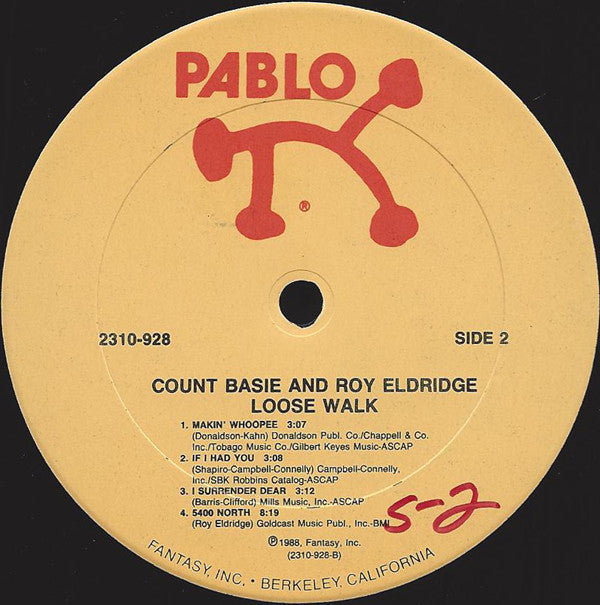 PABLO
®
2310-928
SIDE 2
COUNT BASIE AND ROY ELDRIDGE
LOOSE WALK
1. MAKIN' WHOOPEE 3:07
(Donaldson-Kahn) Donaldson Publ. Co./Chappell & Co.
Inc./Tobago Music Co./Gilbert Keyes Music-ASCAP
2. IF I HAD YOU 3:08
(Shapiro-Campbell-Connelly) Campbell-Connelly,
Inc./SBK Robbins Catalog-ASCAP
3. I SURRENDER DEAR 3:12
(Barris-Clifford) Mills Music, Inc.-ASCAP
4. 5400 NORTH 8:19
(Roy Eldridge) Goldcast Music Publ., Inc-BMI
S-2
℗1988, Fantasy, Inc.
(2310-928-B)
FANTASY, INC. • BERKELEY, CALIFORNIA